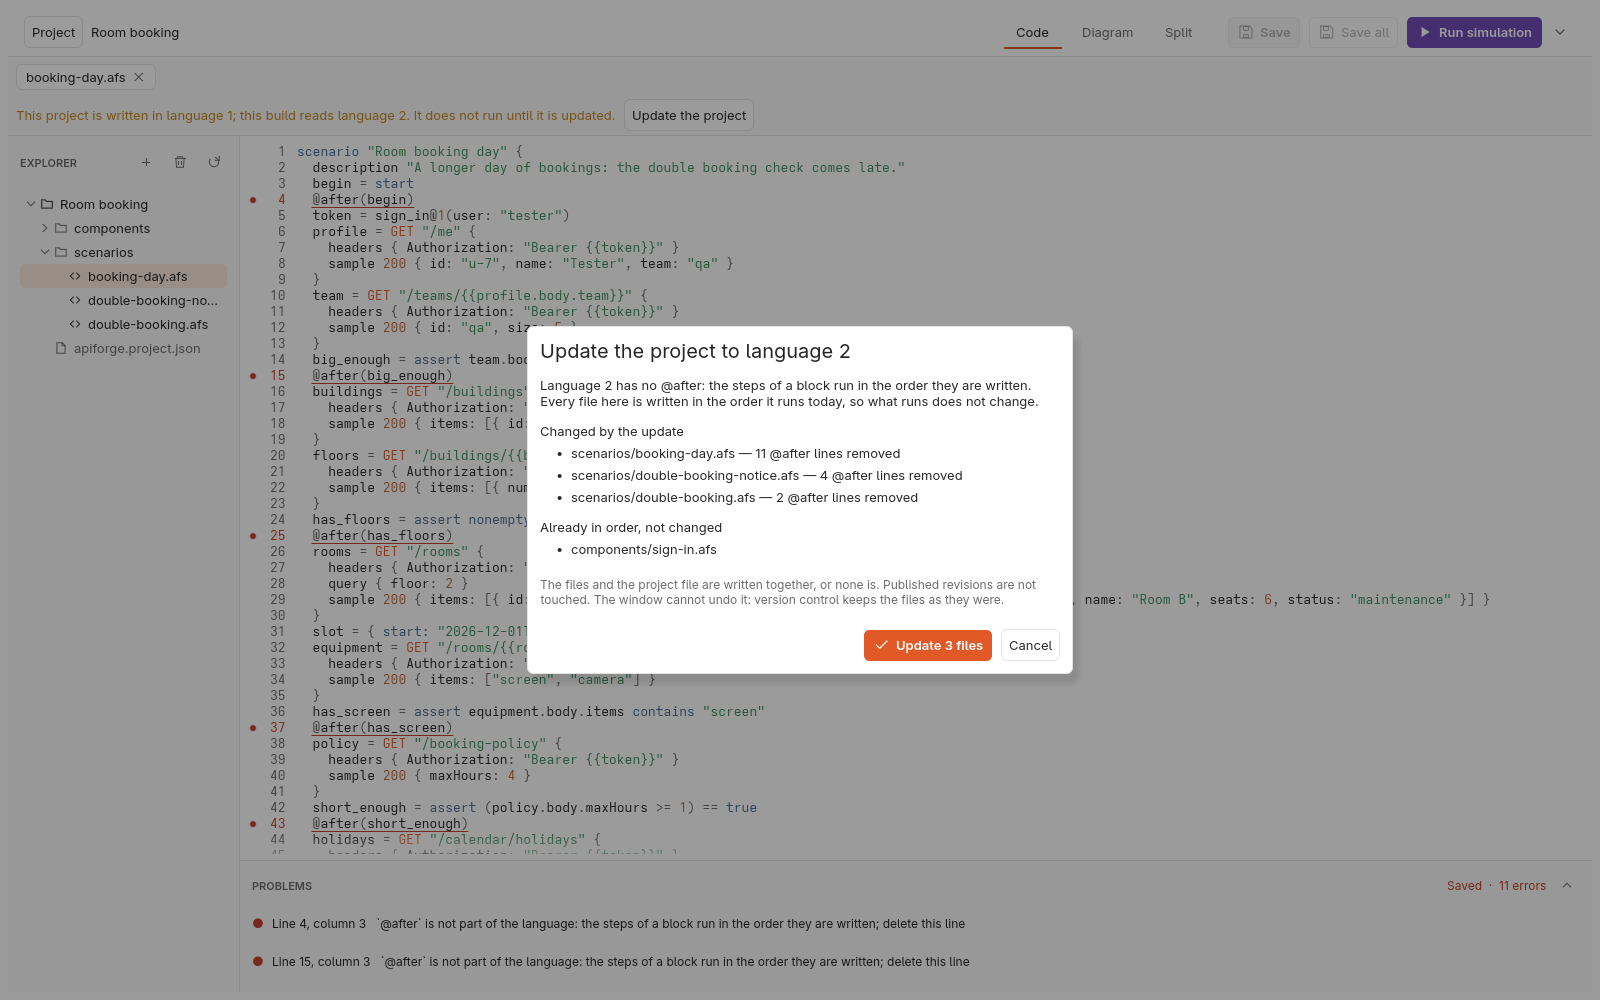 Project Room booking Code Diagram Split Save Save all Run simulation
booking-day.afs
This project is written in language 1; this build reads language 2. It does not run until it is updated. Update the project
EXPLORER
Room booking
components
scenarios
booking-day.afs
double-booking-no...
double-booking.afs
apiforge.project.json
1 scenario "Room booking day" {
2 description "A longer day of bookings: the double booking check comes late."
3 begin = start
4 @after(begin)
5 token = sign_in@1(user: "tester")
6 profile = GET "/me" {
7 headers { Authorization: "Bearer {{token}}" }
8 sample 200 { id: "u-7", name: "Tester", team: "qa" }
9 }
10 team = GET "/teams/{{profile.body.team}}" {
11 headers { Authorization: "Bearer {{token}}" }
12 sample 200 { id: "qa", size: 5 }
13 }
14 big_enough = assert team.bod
15 @after(big_enough)
16 buildings = GET "/buildings"
17 headers { Authorization: "
18 sample 200 { items: [{ id:
19 }
20 floors = GET "/buildings/{{b
21 headers { Authorization: "
22 sample 200 { items: [{ num
23 }
24 has_floors = assert nonempty
25 @after(has_floors)
26 rooms = GET "/rooms" {
27 headers { Authorization: "
28 query { floor: 2 }
29 sample 200 { items: [{ id: , name: "Room B", seats: 6, status: "maintenance" }] }
30 }
31 slot = { start: "2026-12-01T
32 equipment = GET "/rooms/{{ro
33 headers { Authorization: "
34 sample 200 { items: ["screen", "camera"] }
35 }
36 has_screen = assert equipment.body.items contains "screen"
37 @after(has_screen)
38 policy = GET "/booking-policy" {
39 headers { Authorization: "Bearer {{token}}" }
40 sample 200 { maxHours: 4 }
41 }
42 short_enough = assert (policy.body.maxHours >= 1) == true
43 @after(short_enough)
44 holidays = GET "/calendar/holidays" {
45 headers { Authorization: "Bearer {{token}}" }
Update the project to language 2
Language 2 has no @after: the steps of a block run in the order they are written.
Every file here is written in the order it runs today, so what runs does not change.
Changed by the update
• scenarios/booking-day.afs — 11 @after lines removed
• scenarios/double-booking-notice.afs — 4 @after lines removed
• scenarios/double-booking.afs — 2 @after lines removed
Already in order, not changed
• components/sign-in.afs
The files and the project file are written together, or none is. Published revisions are not
touched. The window cannot undo it: version control keeps the files as they were.
Update 3 files Cancel
PROBLEMS Saved · 11 errors
Line 4, column 3 `@after` is not part of the language: the steps of a block run in the order they are written; delete this line
Line 15, column 3 `@after` is not part of the language: the steps of a block run in the order they are written; delete this line